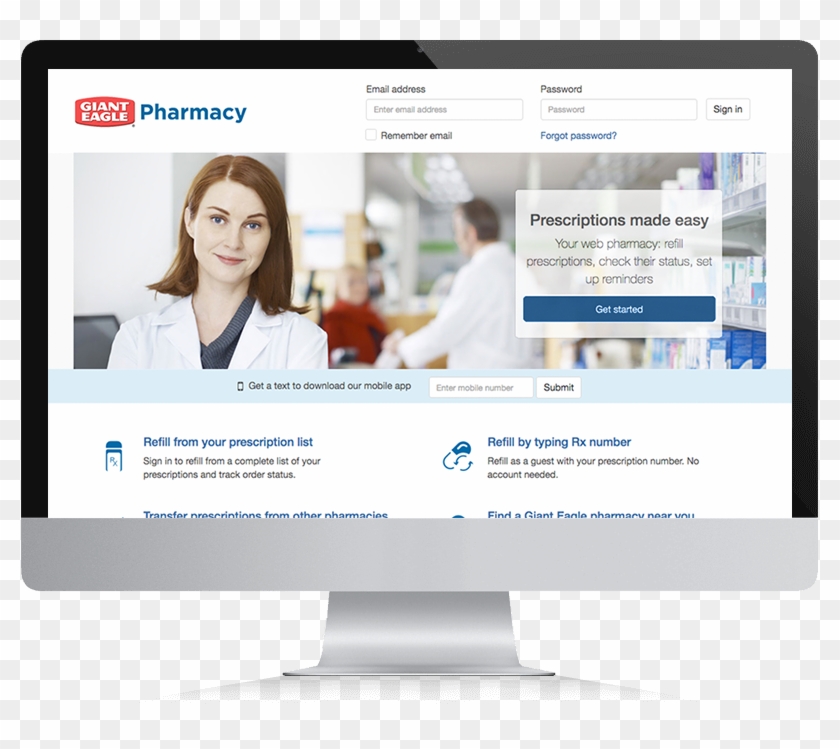 GIANT
EAGLE
Pharmacy
Email address
Password
Enter email address
Password
Sign in
Remember email
Forgot password?
Prescriptions made easy
Your web pharmacy: refill
prescriptions, check their status, set
up reminders
Get started
Get a text to download our mobile app
Enter mobile number
Submit
Refill from your prescription list
Sign in to refill from a complete list of your
prescriptions and track order status.
Refill by typing Rx number
Refill as a guest with your prescription number. No
account needed.
Transfer prescriptions from other pharmacies
Find a Giant Eagle pharmacy near you